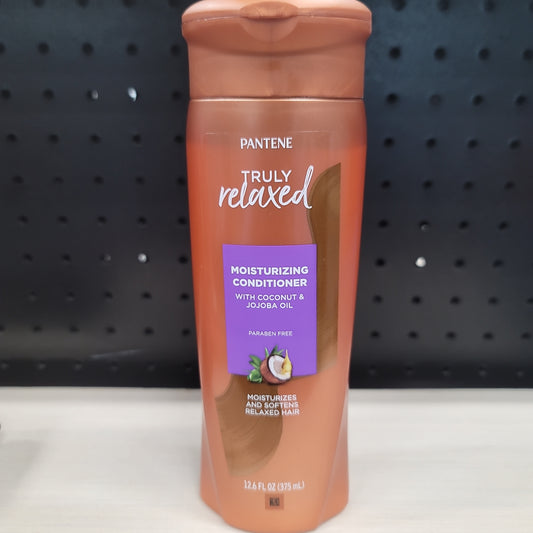 PANTENE
TRULY
relaxed
MOISTURIZING
CONDITIONER
WITH COCONUT &
JOJOBA OIL
PARABEN FREE
MOISTURIZES
AND SOFTENS
RELAXED HAIR
12.6 FL OZ (375 mL)